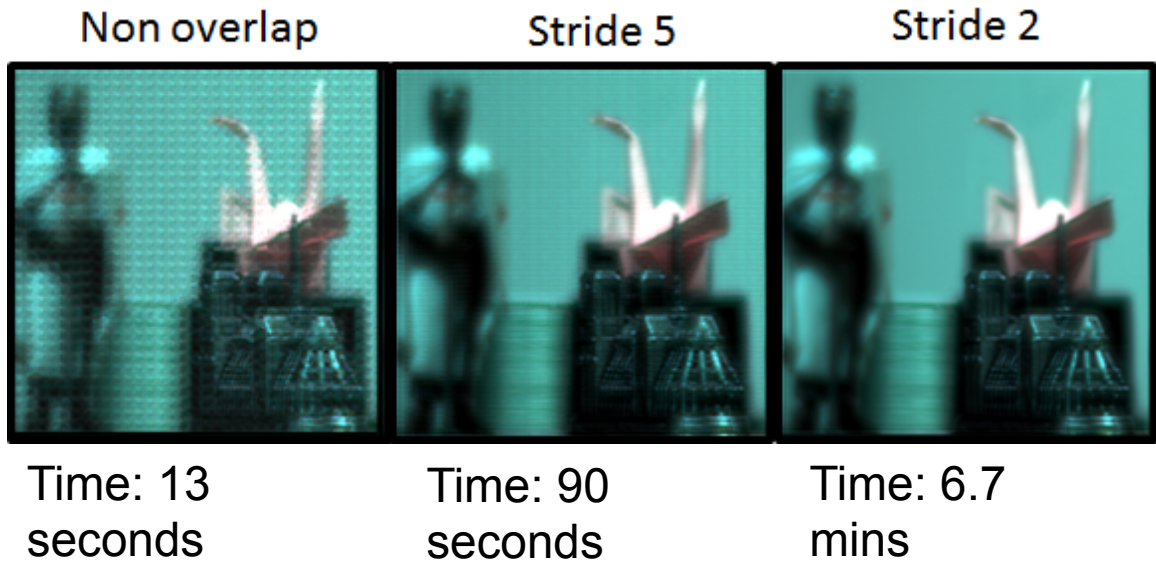 Non overlap
Stride 5
Stride 2
Time: 13
seconds
Time: 90
seconds
Time: 6.7
mins